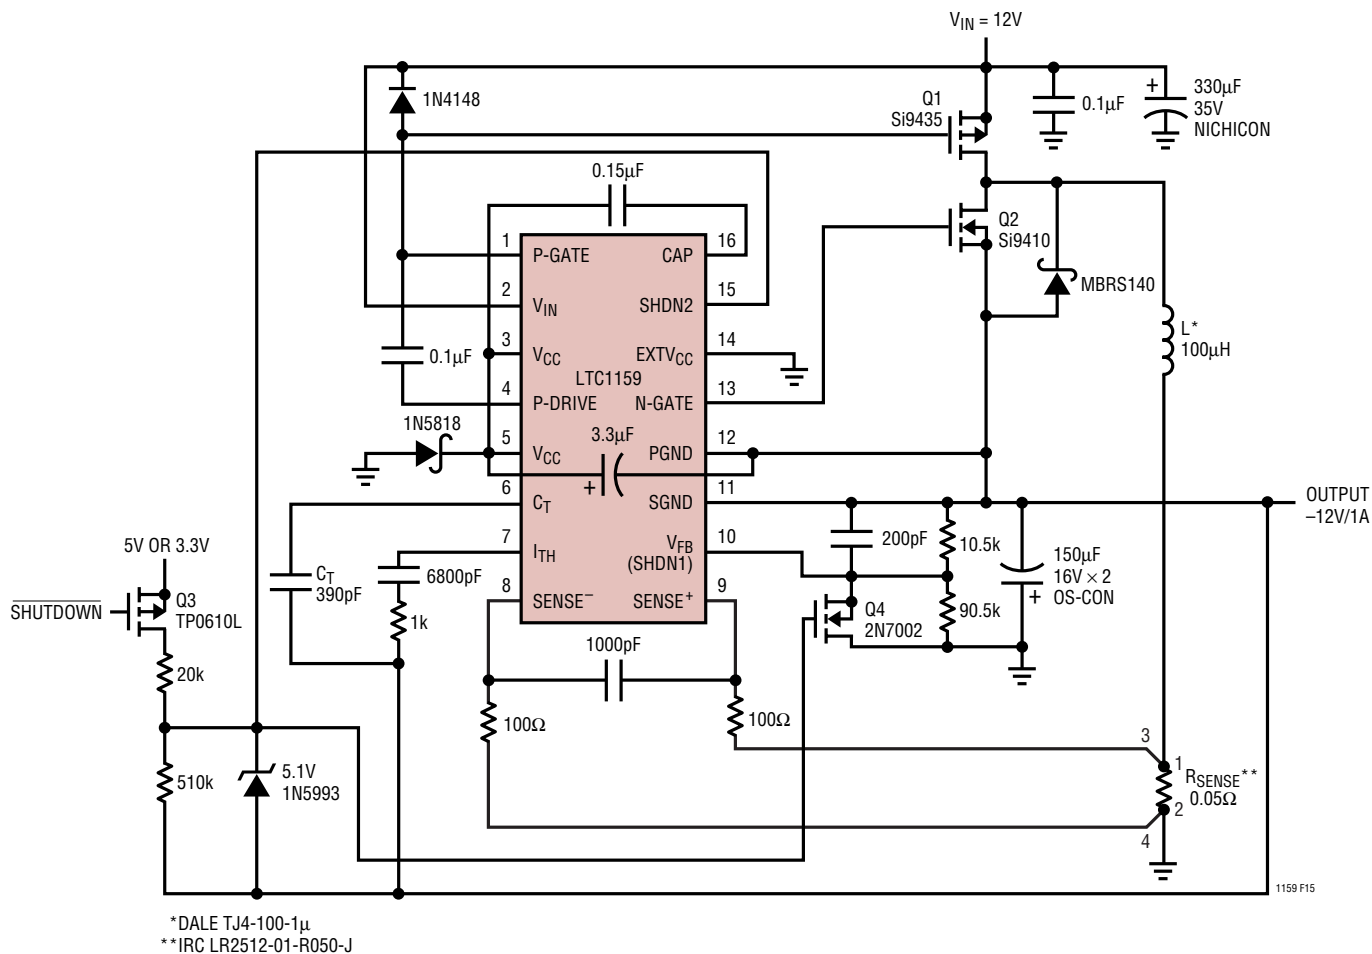 VIN = 12V
1N4148
Q1
Si9435
0.1µF
+
330µF
35V
NICHICON
0.15µF
Q2
Si9410
MBRS140
L*
100µH
1
P-GATE
CAP
16
2
VIN
SHDN2
15
3
VCC
EXTVCC
14
LTC1159
4
P-DRIVE
N-GATE
13
0.1µF
1N5818
5
VCC
3.3µF
+
PGND
12
6
CT
SGND
11
7
ITH
VFB
(SHDN1)
10
8
SENSE–
SENSE+
9
OUTPUT
–12V/1A
200pF
10.5k
150µF
16V × 2
OS-CON
+
90.5k
Q4
2N7002
5V OR 3.3V
SHUTDOWN
Q3
TP0610L
CT
390pF
6800pF
1k
20k
1000pF
100Ω
100Ω
510k
5.1V
1N5993
3
1
RSENSE**
0.05Ω
2
4
1159 F15
*DALE TJ4-100-1µ
**IRC LR2512-01-R050-J